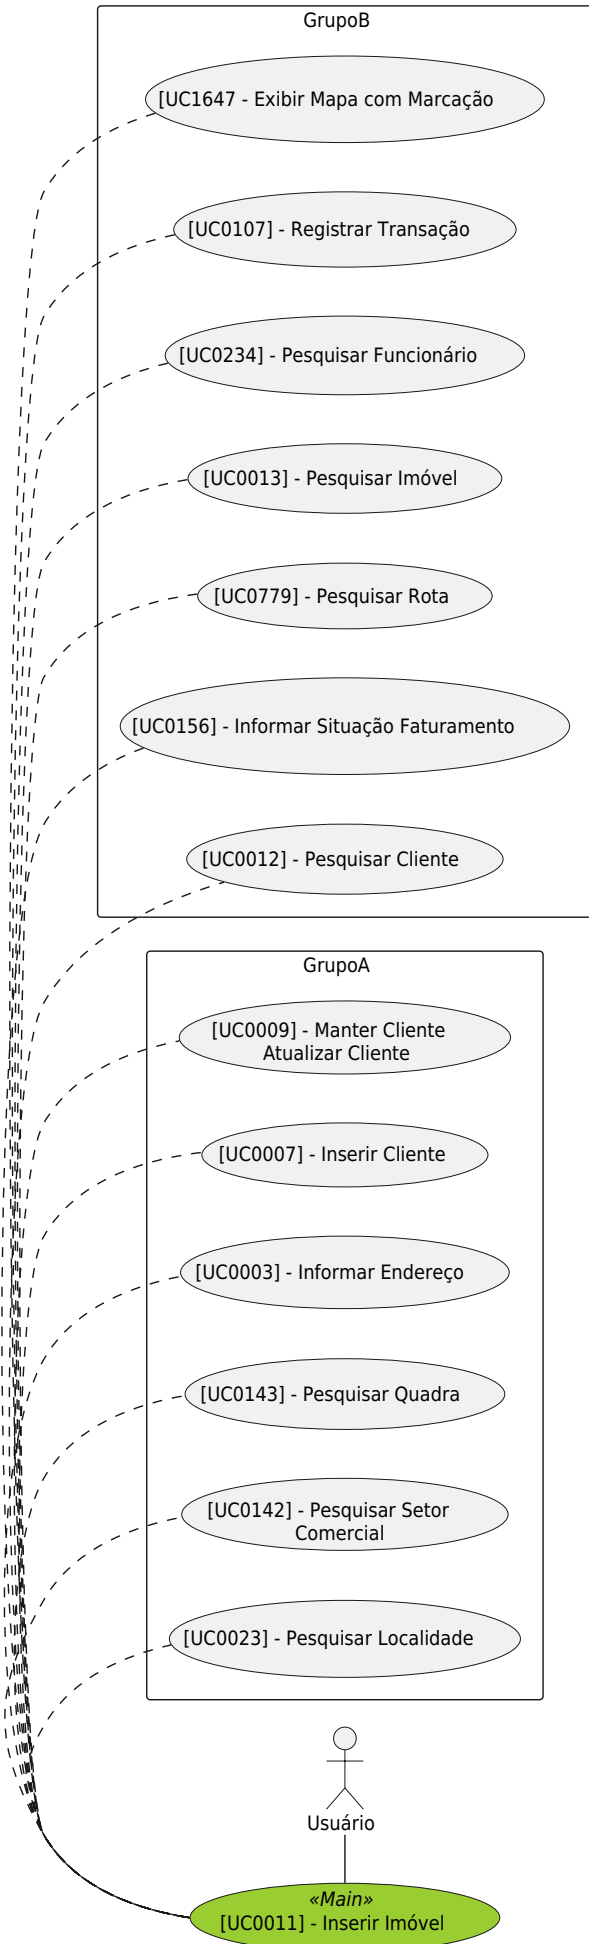 GrupoB
[UC1647 - Exibir Mapa com Marcação
[UC0107] - Registrar Transação
[UC0234] - Pesquisar Funcionário
[UC0013] - Pesquisar Imóvel
[UC0779] - Pesquisar Rota
[UC0156] - Informar Situação Faturamento
[UC0012] - Pesquisar Cliente
GrupoA
[UC0009] - Manter Cliente
Atualizar Cliente
[UC0007] - Inserir Cliente
[UC0003] - Informar Endereço
[UC0143] - Pesquisar Quadra
[UC0142] - Pesquisar Setor
Comercial
[UC0023] - Pesquisar Localidade
Usuário
«Main»
[UC0011] - Inserir Imóvel